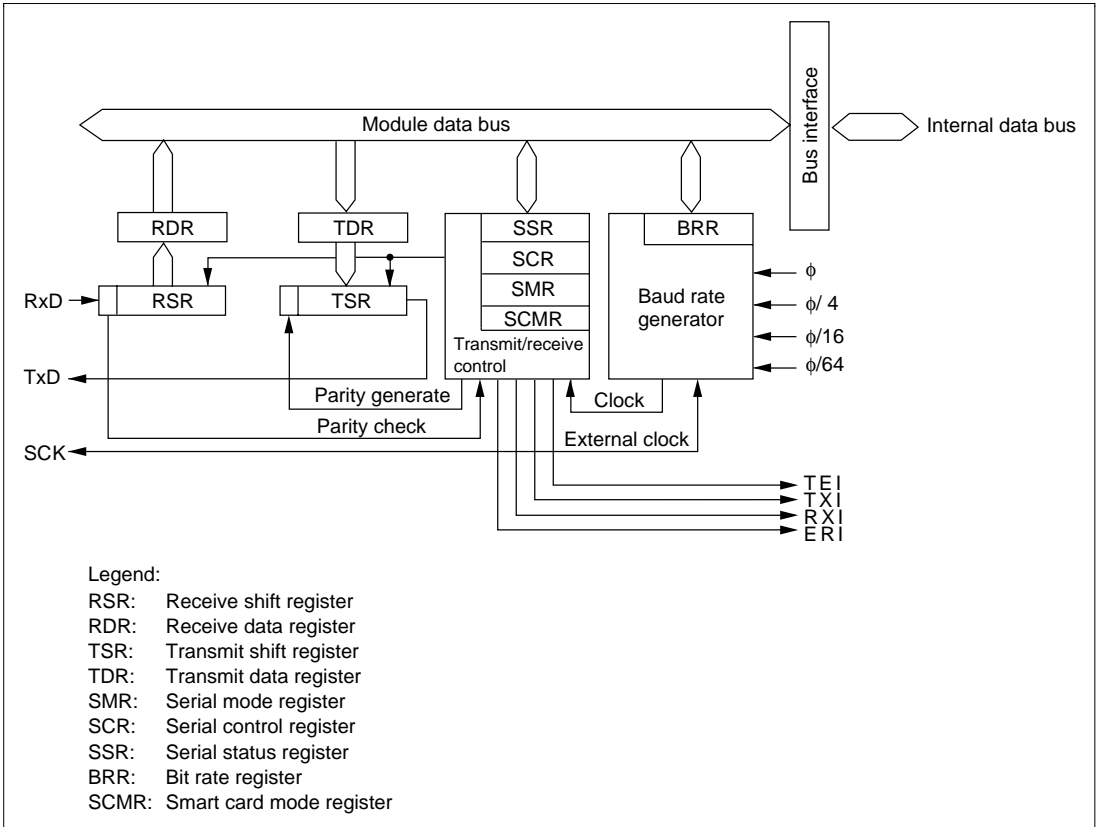 Module data bus
Bus interface
Internal data bus
RDR
TDR
SSR
BRR
SCR
SMR
SCMR
Transmit/receive
control
Baud rate
generator
ϕ
ϕ/ 4
ϕ/16
ϕ/64
RxD
RSR
TSR
TxD
Parity generate
Clock
Parity check
External clock
SCK
TEI
TXI
RXI
ERI
Legend:
RSR: Receive shift register
RDR: Receive data register
TSR: Transmit shift register
TDR: Transmit data register
SMR: Serial mode register
SCR: Serial control register
SSR: Serial status register
BRR: Bit rate register
SCMR: Smart card mode register